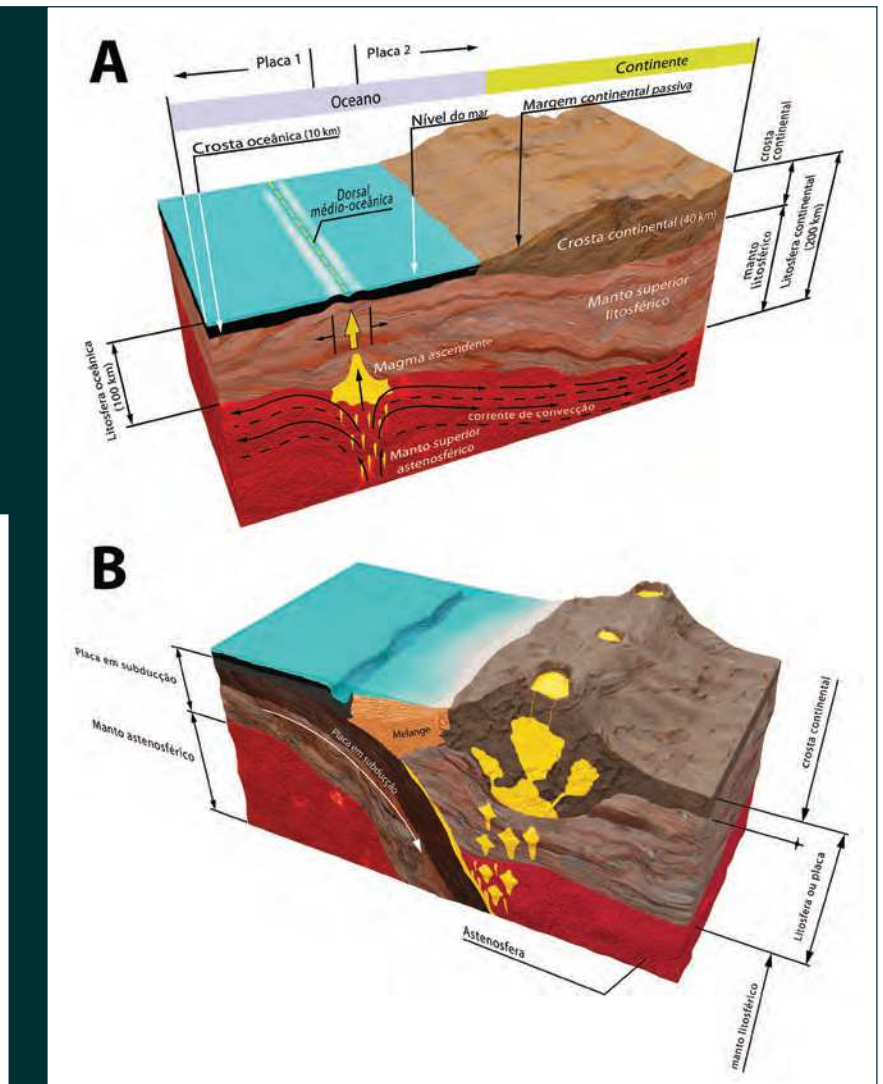 A
Placa 1
Placa 2
Oceano
Continente
Crosta oceânica (10 km)
Nível do mar
Margem continental passiva
Dorsal
médio-oceânica
crosta
continental
Crosta continental (40 km)
manto
litosférico
Litosfera continental
(200 km)
Manto superior
litosférico
Magma ascendente
Litosfera oceânica
(100 km)
corrente de convecção
Manto superior
astenosférico
B
Placa em subducção
Manto astenosférico
Placa em subducção
Melange
crosta continental
Litosfera ou placa
Astenosfera
manto litosférico